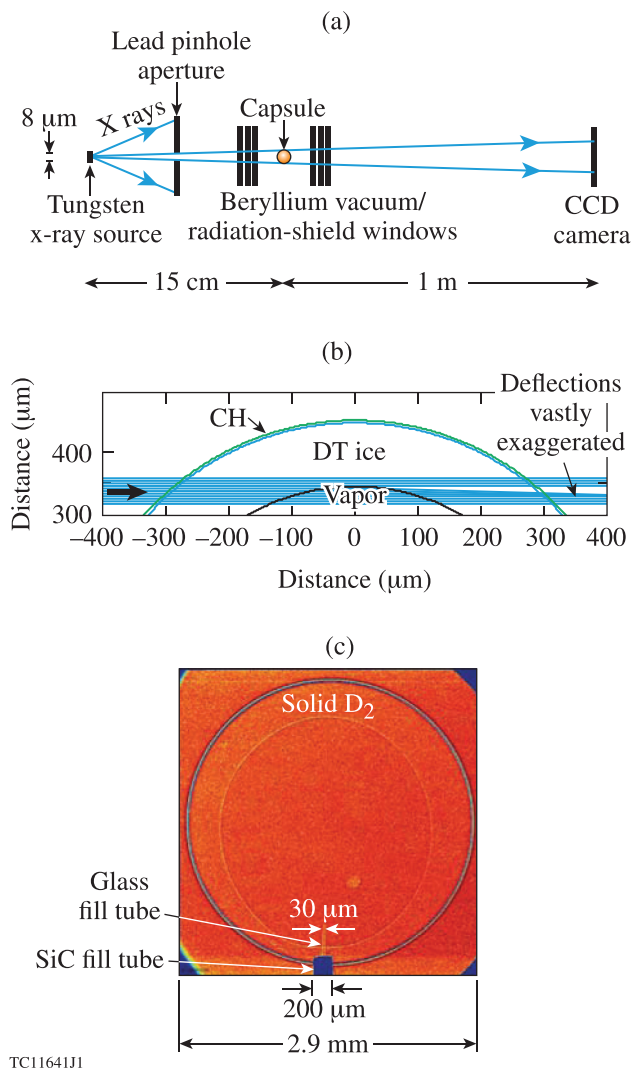 (a)
Lead pinhole
aperture
X rays
8 μm
Capsule
Tungsten
x-ray source
Beryllium vacuum/
radiation-shield windows
CCD
camera
15 cm
1 m
(b)
Distance (μm)
400
300
CH
DT ice
Vapor
Deflections
vastly
exaggerated
−400 −300 −200 −100 0 100 200 300 400
Distance (μm)
(c)
Solid D2
Glass
fill tube
30 μm
SiC fill tube
200 μm
2.9 mm
TC11641J1